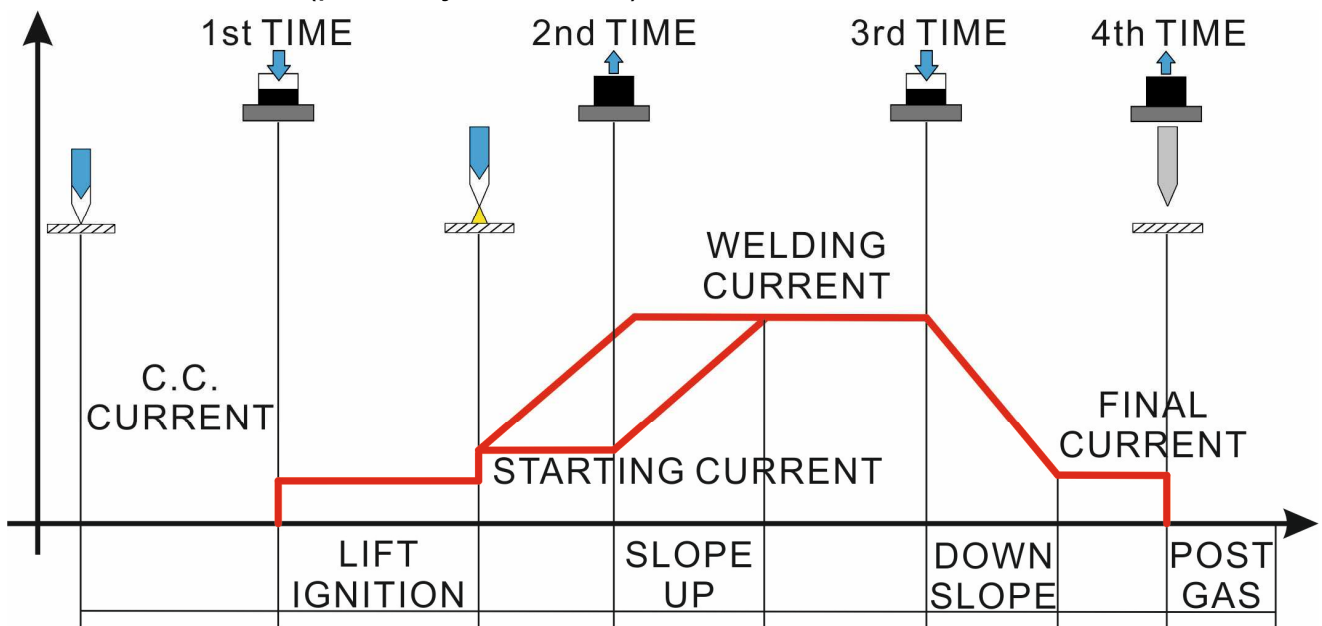 1st TIME
2nd TIME
3rd TIME
4th TIME
WELDING
CURRENT
C.C.
CURRENT
FINAL
CURRENT
STARTING CURRENT
LIFT
IGNITION
SLOPE
UP
DOWN
SLOPE
POST
GAS